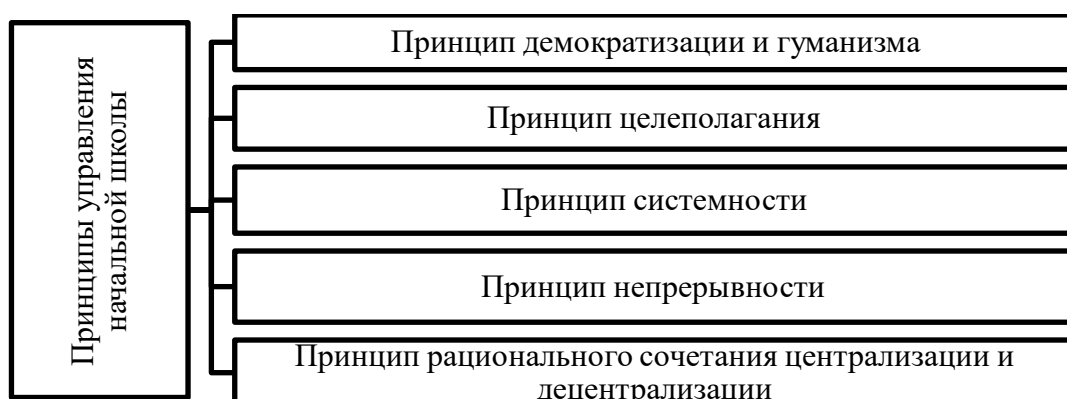 Принципы управления
начальной школы
Принцип демократизации и гуманизма
Принцип целеполагания
Принцип системности
Принцип непрерывности
Принцип рационального сочетания централизации и
децентрализации